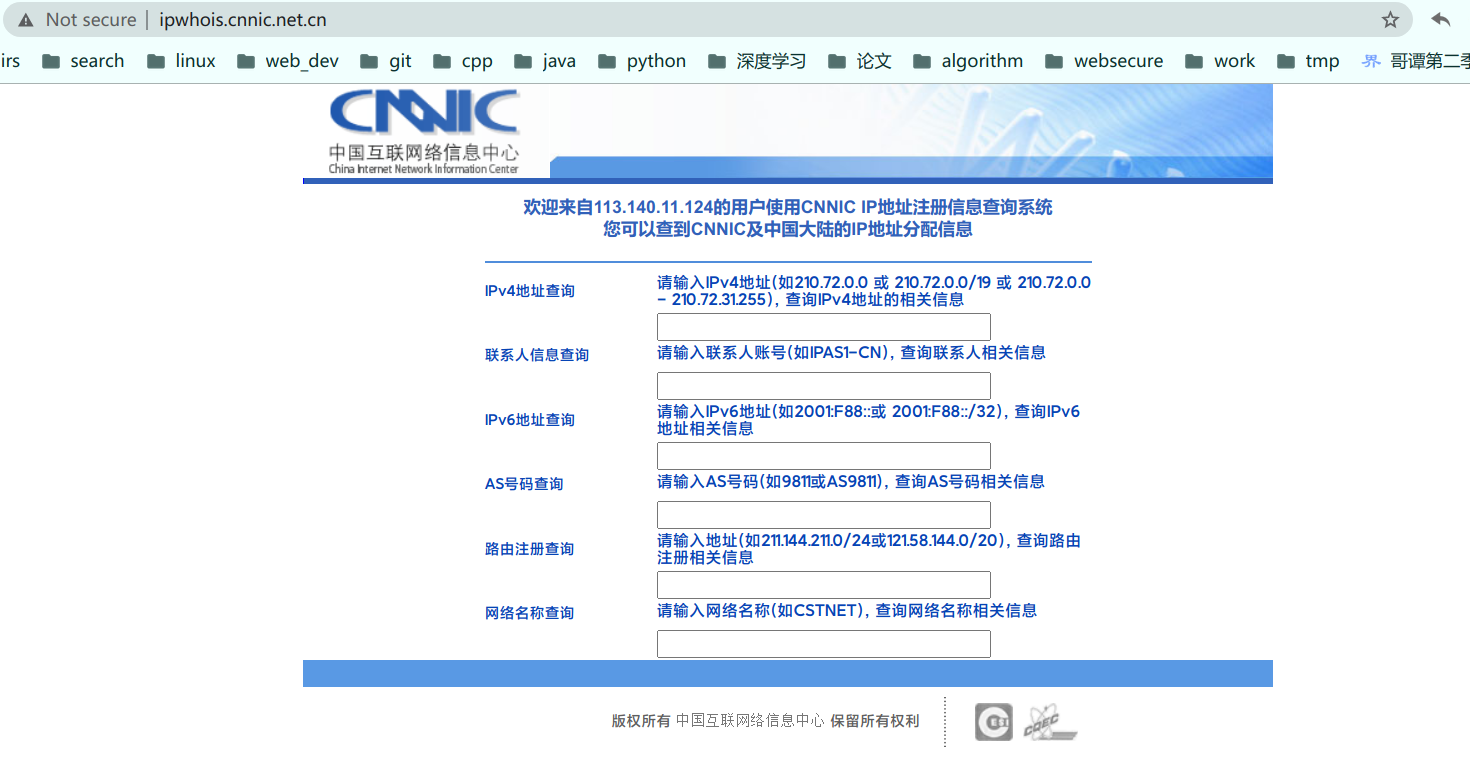 Not secure | ipwhois.cnnic.net.cn
irs search linux web_dev git cpp java python 深度学习 论文 algorithm websecure work tmp 界 哥谭第二季
CNNIC
中国互联网络信息中心
China Internet Network Information Center
欢迎来自113.140.11.124的用户使用CNNIC IP地址注册信息查询系统
您可以查到CNNIC及中国大陆的IP地址分配信息
IPv4地址查询
请输入IPv4地址(如210.72.0.0 或 210.72.0.0/19 或 210.72.0.0
- 210.72.31.255), 查询IPv4地址的相关信息
联系人信息查询
请输入联系人账号(如IPAS1-CN), 查询联系人相关信息
IPv6地址查询
请输入IPv6地址(如2001:F88::或 2001:F88::/32), 查询IPv6
地址相关信息
AS号码查询
请输入AS号码(如9811或AS9811), 查询AS号码相关信息
路由注册查询
请输入地址(如211.144.211.0/24或121.58.144.0/20), 查询路由
注册相关信息
网络名称查询
请输入网络名称(如CSTNET), 查询网络名称相关信息
版权所有 中国互联网络信息中心 保留所有权利